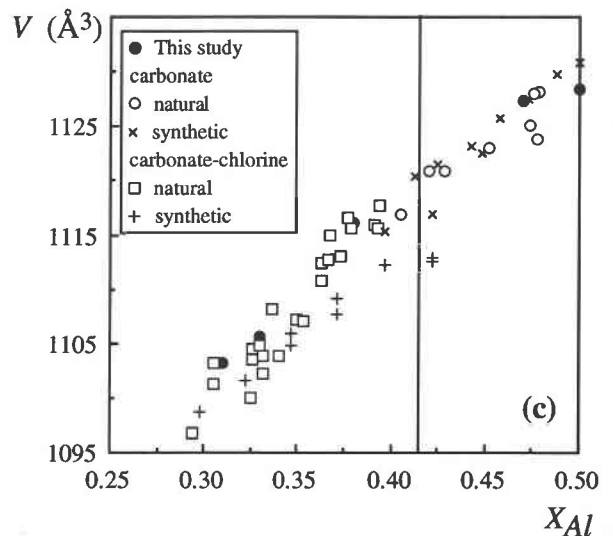 V (Å³)
● This study
carbonate
○ natural
× synthetic
carbonate-chlorine
□ natural
+ synthetic
1125
1115
1105
1095
(c)
0.25 0.30 0.35 0.40 0.45 0.50
X_Al